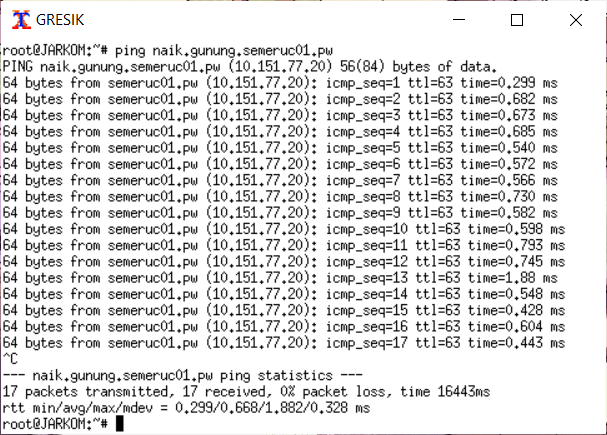 GRESIK
root@JARKOM:~# ping naik.gunung.semeruc01.pw
PING naik.gunung.semeruc01.pw (10.151.77.20) 56(84) bytes of data.
64 bytes from semeruc01.pw (10.151.77.20): icmp_seq=1 ttl=63 time=0.299 ms
64 bytes from semeruc01.pw (10.151.77.20): icmp_seq=2 ttl=63 time=0.682 ms
64 bytes from semeruc01.pw (10.151.77.20): icmp_seq=3 ttl=63 time=0.673 ms
64 bytes from semeruc01.pw (10.151.77.20): icmp_seq=4 ttl=63 time=0.685 ms
64 bytes from semeruc01.pw (10.151.77.20): icmp_seq=5 ttl=63 time=0.540 ms
64 bytes from semeruc01.pw (10.151.77.20): icmp_seq=6 ttl=63 time=0.572 ms
64 bytes from semeruc01.pw (10.151.77.20): icmp_seq=7 ttl=63 time=0.566 ms
64 bytes from semeruc01.pw (10.151.77.20): icmp_seq=8 ttl=63 time=0.730 ms
64 bytes from semeruc01.pw (10.151.77.20): icmp_seq=9 ttl=63 time=0.582 ms
64 bytes from semeruc01.pw (10.151.77.20): icmp_seq=10 ttl=63 time=0.598 ms
64 bytes from semeruc01.pw (10.151.77.20): icmp_seq=11 ttl=63 time=0.793 ms
64 bytes from semeruc01.pw (10.151.77.20): icmp_seq=12 ttl=63 time=0.745 ms
64 bytes from semeruc01.pw (10.151.77.20): icmp_seq=13 ttl=63 time=1.88 ms
64 bytes from semeruc01.pw (10.151.77.20): icmp_seq=14 ttl=63 time=0.548 ms
64 bytes from semeruc01.pw (10.151.77.20): icmp_seq=15 ttl=63 time=0.428 ms
64 bytes from semeruc01.pw (10.151.77.20): icmp_seq=16 ttl=63 time=0.604 ms
64 bytes from semeruc01.pw (10.151.77.20): icmp_seq=17 ttl=63 time=0.443 ms
^C
--- naik.gunung.semeruc01.pw ping statistics ---
17 packets transmitted, 17 received, 0% packet loss, time 16443ms
rtt min/avg/max/mdev = 0.299/0.668/1.882/0.328 ms
root@JARKOM:~#